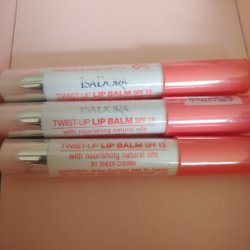 ISADORA
TWIST-UP LIP BALM SPF 15
ISADORA
TWIST-UP LIP BALM SPF 15
with nourishing natural oils
TWIST-UP LIP BALM SPF 15
with nourishing natural oils
61 SHEER CHERRY